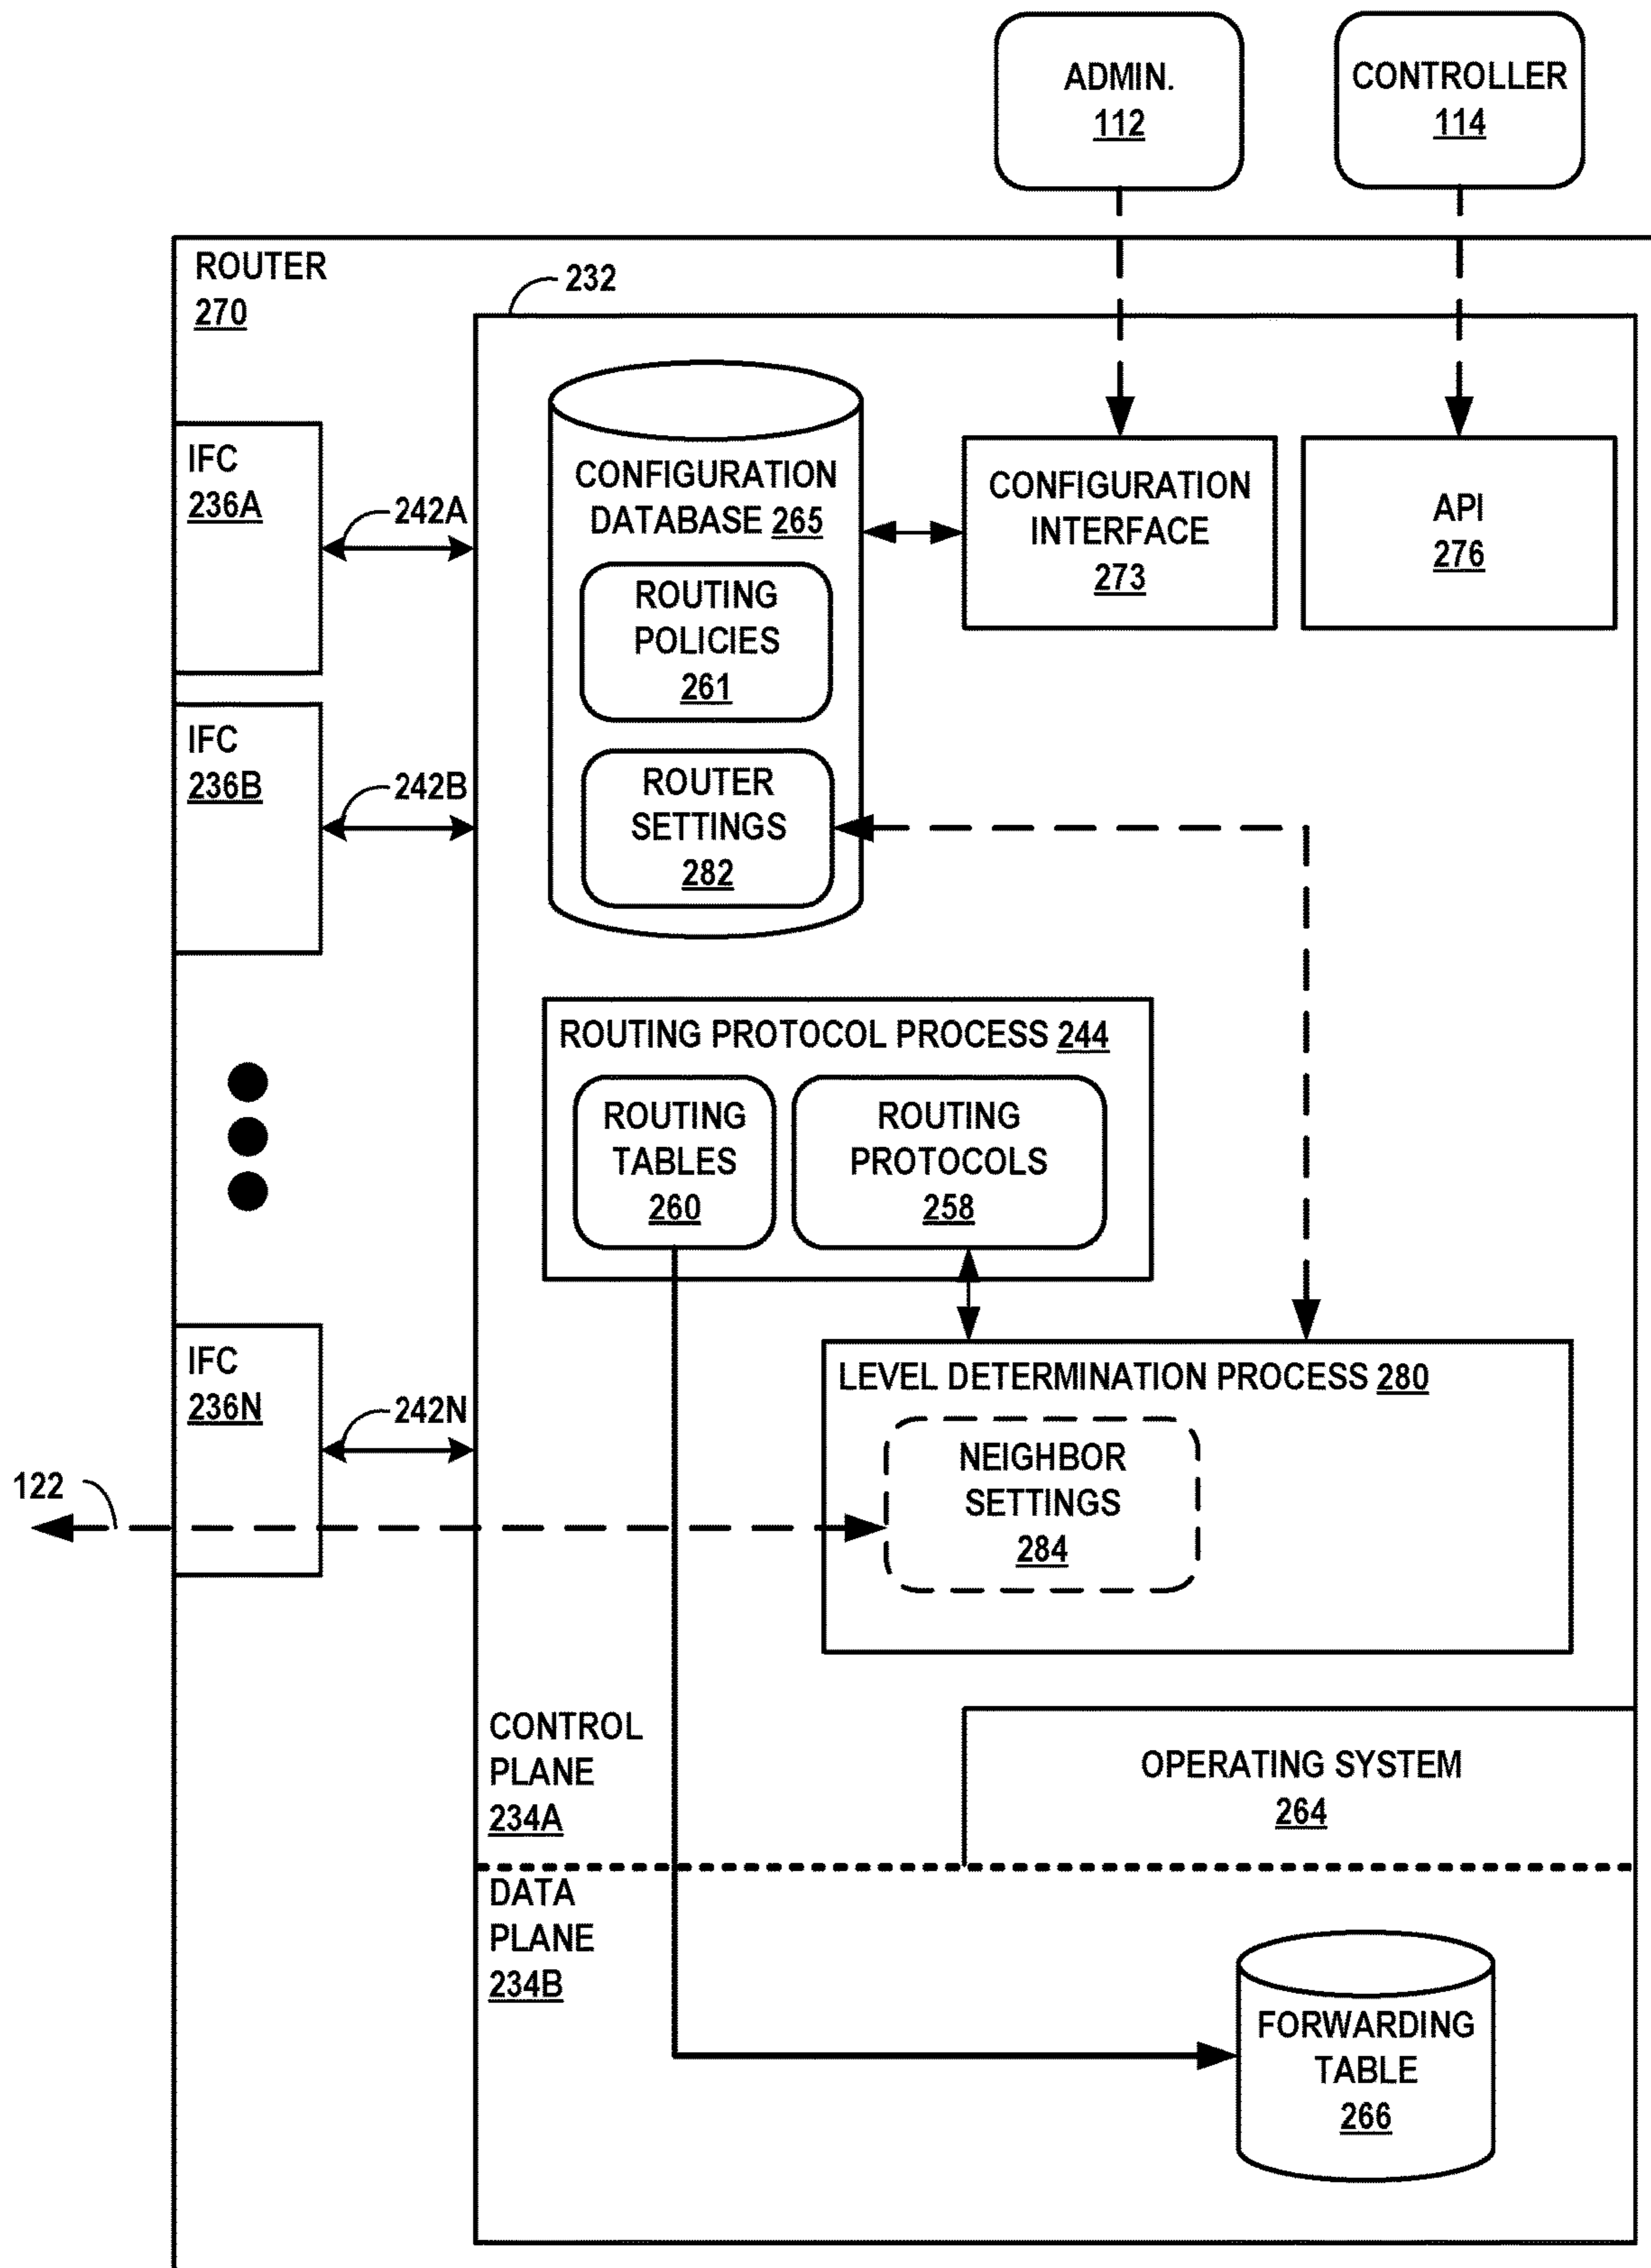 ADMIN.
112
CONTROLLER
114
ROUTER
270
232
IFC
236A
242A
CONFIGURATION
DATABASE 265
CONFIGURATION
INTERFACE
273
API
276
ROUTING
POLICIES
261
IFC
236B
242B
ROUTER
SETTINGS
282
ROUTING PROTOCOL PROCESS 244
ROUTING
TABLES
260
ROUTING
PROTOCOLS
258
IFC
236N
242N
LEVEL DETERMINATION PROCESS 280
NEIGHBOR
SETTINGS
284
122
CONTROL
PLANE
234A
OPERATING SYSTEM
264
DATA
PLANE
234B
FORWARDING
TABLE
266